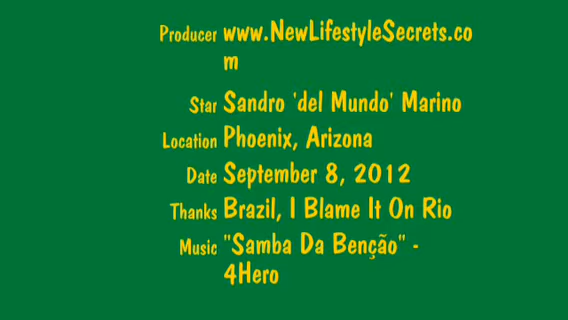 Producer www.NewLifestyleSecrets.co
m
Star Sandro 'del Mundo' Marino
Location Phoenix, Arizona
Date September 8, 2012
Thanks Brazil, I Blame It On Rio
Music "Samba Da Benção" -
4Hero